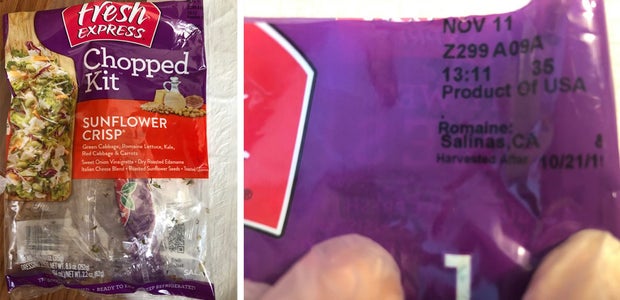 Fresh
EXPRESS
Chopped
Kit
SUNFLOWER
CRISP
Green Cabbage, Romaine Lettuce, Kale,
Red Cabbage & Carrots
Sweet Onion Vinaigrette • Dry Roasted Edamame
Italian Cheese Blend • Roasted Sunflower Seeds •
NOV 11
Z299 A09A
13:11 35
Product Of USA
Romaine:
Salinas, CA &
Harvested After 10/21/1
1